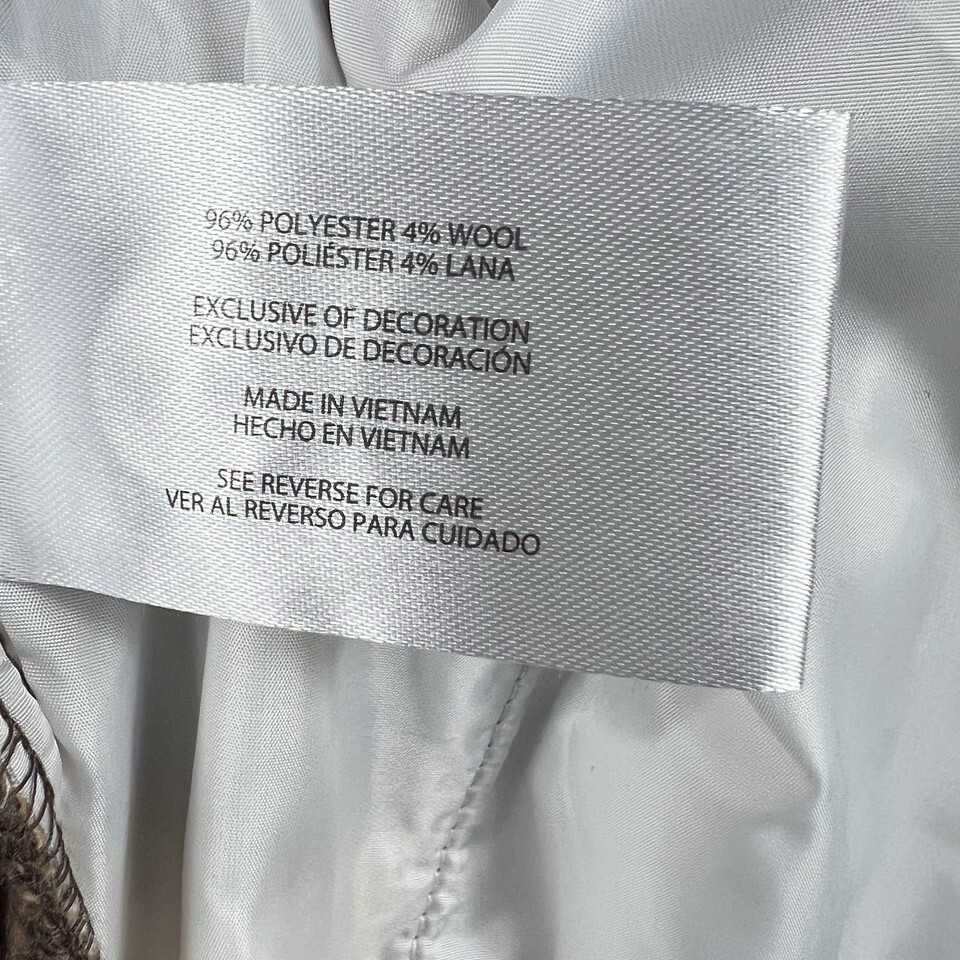 96% POLYESTER 4% WOOL
96% POLIÉSTER 4% LANA
EXCLUSIVE OF DECORATION
EXCLUSIVO DE DECORACIÓN
MADE IN VIETNAM
HECHO EN VIETNAM
SEE REVERSE FOR CARE
VER AL REVERSO PARA CUIDADO